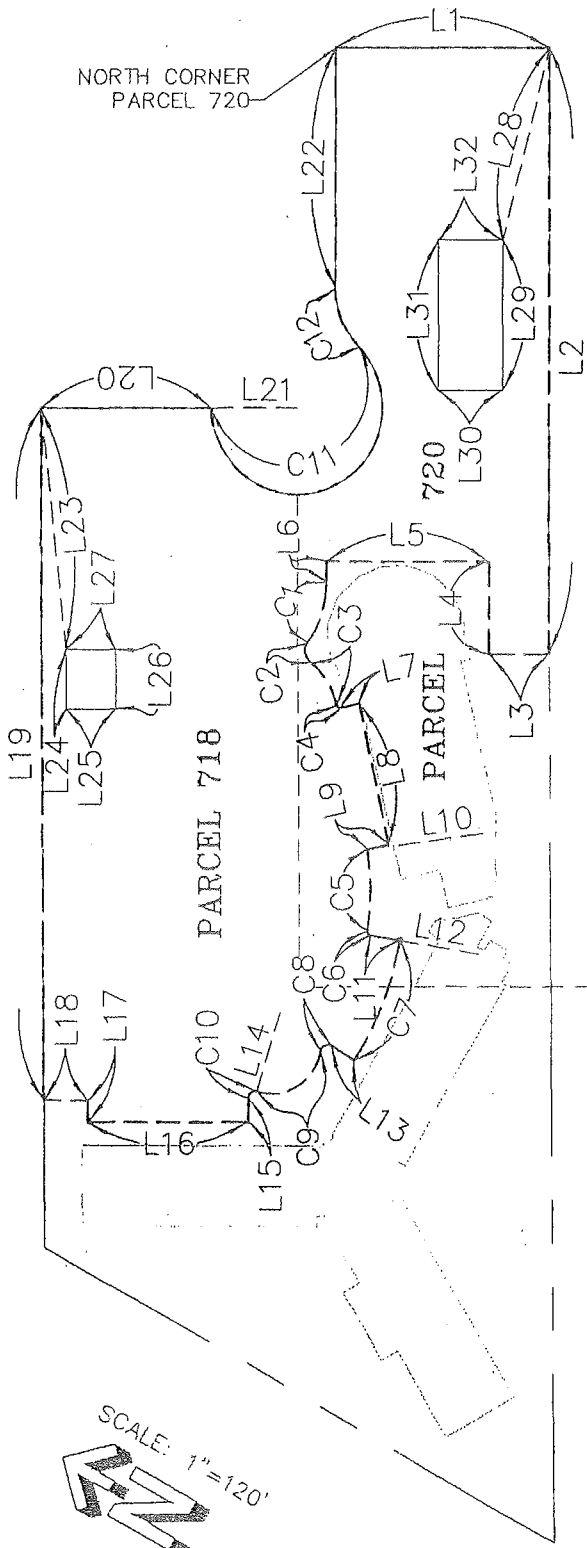 L1
NORTH CORNER
PARCEL 720
L22
L28
L32
L31
L29
C12
L2
L20
L21
C11
L30
720
L23
L6
L5
L27
C1
L4
C3
C2
L26
L7
L19
L24
L25
C4
L3
PARCEL
L8
PARCEL 718
L9
L10
C5
L12
C6
L11
C8
C7
L18
L17
C10
L14
L13
L16
L15
C9
SCALE: 1"=120'
N